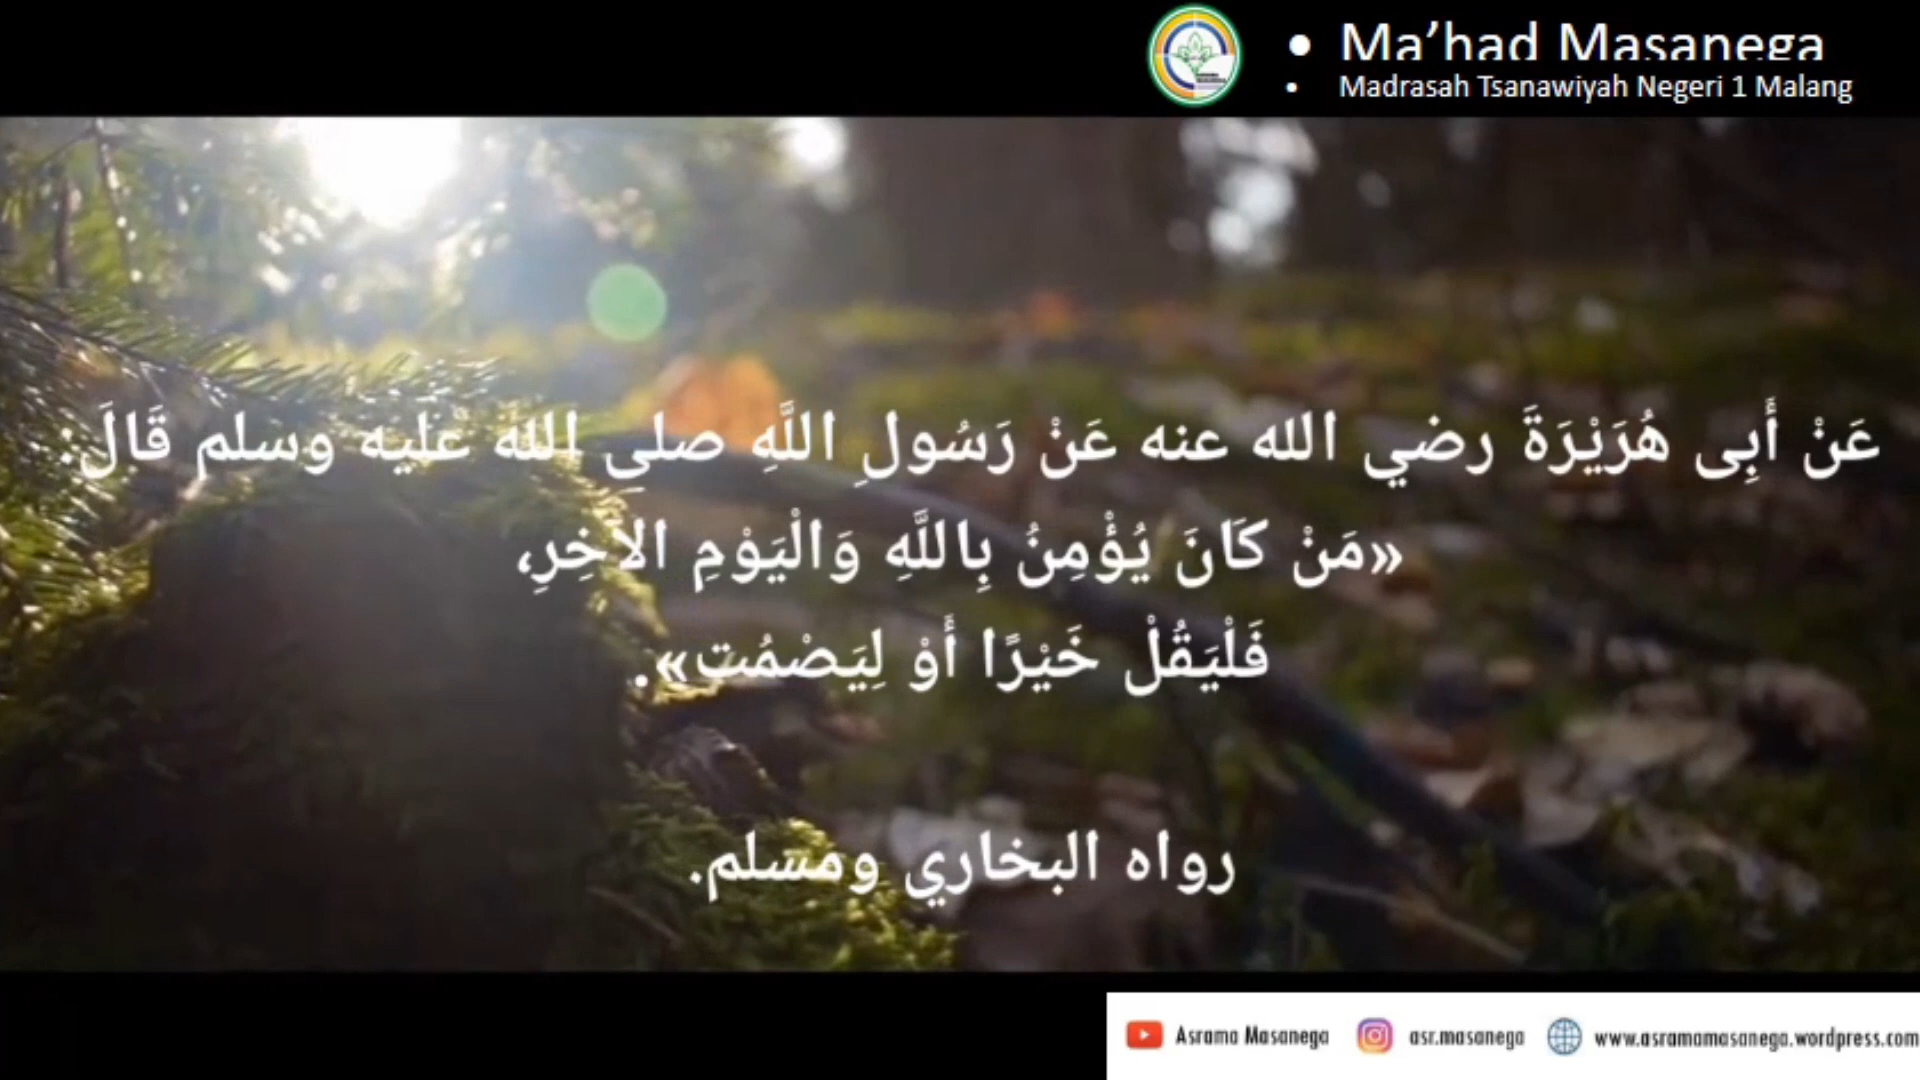 • Ma’had Masanega
• Madrasah Tsanawiyah Negeri 1 Malang
عَنْ أَبِى هُرَيْرَةَ رضي الله عنه عَنْ رَسُولِ اللَّهِ صلى الله عليه وسلم قَالَ:
«مَنْ كَانَ يُؤْمِنُ بِاللَّهِ وَالْيَوْمِ الآخِرِ،
فَلْيَقُلْ خَيْرًا أَوْ لِيَصْمُت».
رواه البخاري ومسلم.
Asrama Masanega asr.masanega www.asramamasanega.wordpress.com